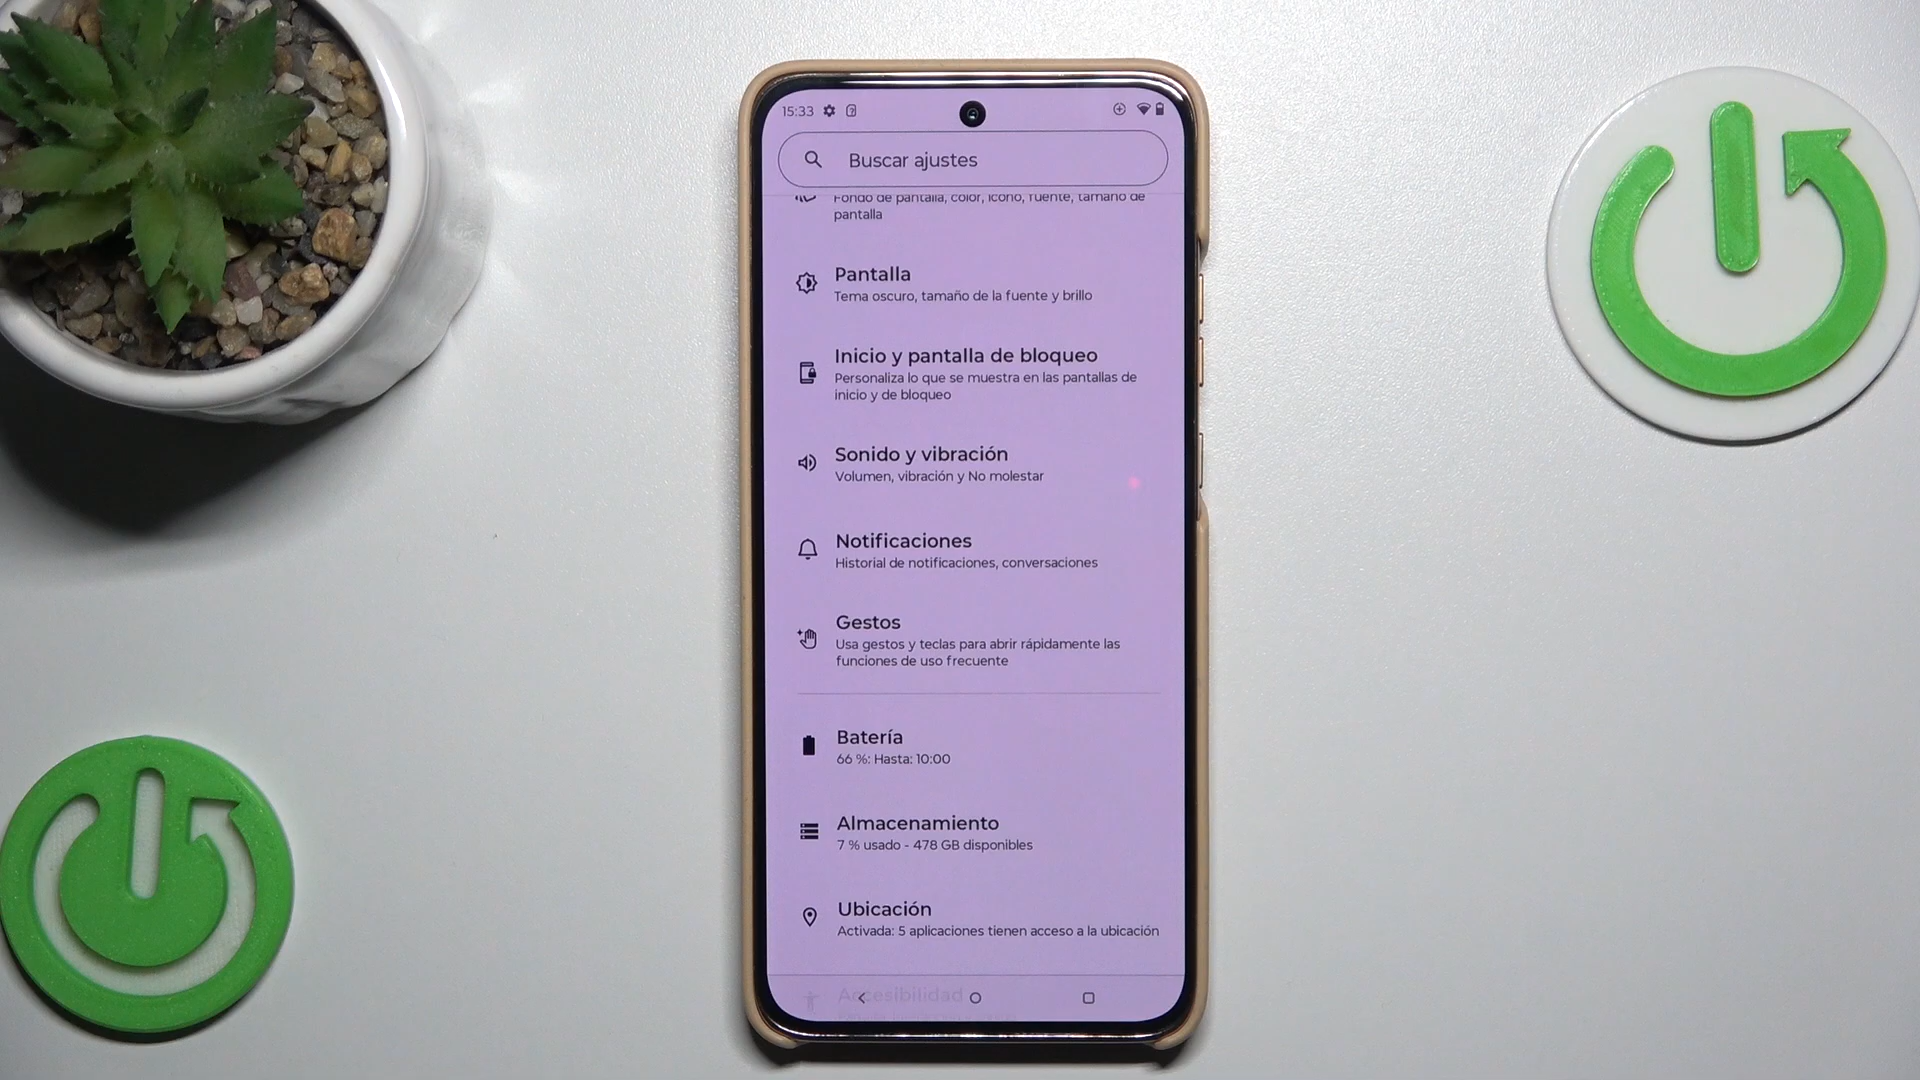 15:33
Buscar ajustes
Fondo de pantalla, color, icono, fuente, tamaño de
pantalla
Pantalla
Tema oscuro, tamaño de la fuente y brillo
Inicio y pantalla de bloqueo
Personaliza lo que se muestra en las pantallas de
inicio y de bloqueo
Sonido y vibración
Volumen, vibración y No molestar
Notificaciones
Historial de notificaciones, conversaciones
Gestos
Usa gestos y teclas para abrir rápidamente las
funciones de uso frecuente
Batería
66 %: Hasta: 10:00
Almacenamiento
7 % usado - 478 GB disponibles
Ubicación
Activada: 5 aplicaciones tienen acceso a la ubicación
Accesibilidad